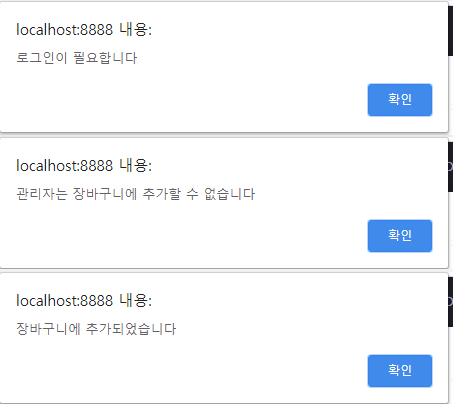 localhost:8888 내용:
로그인이 필요합니다
확인
localhost:8888 내용:
관리자는 장바구니에 추가할 수 없습니다
확인
localhost:8888 내용:
장바구니에 추가되었습니다
확인